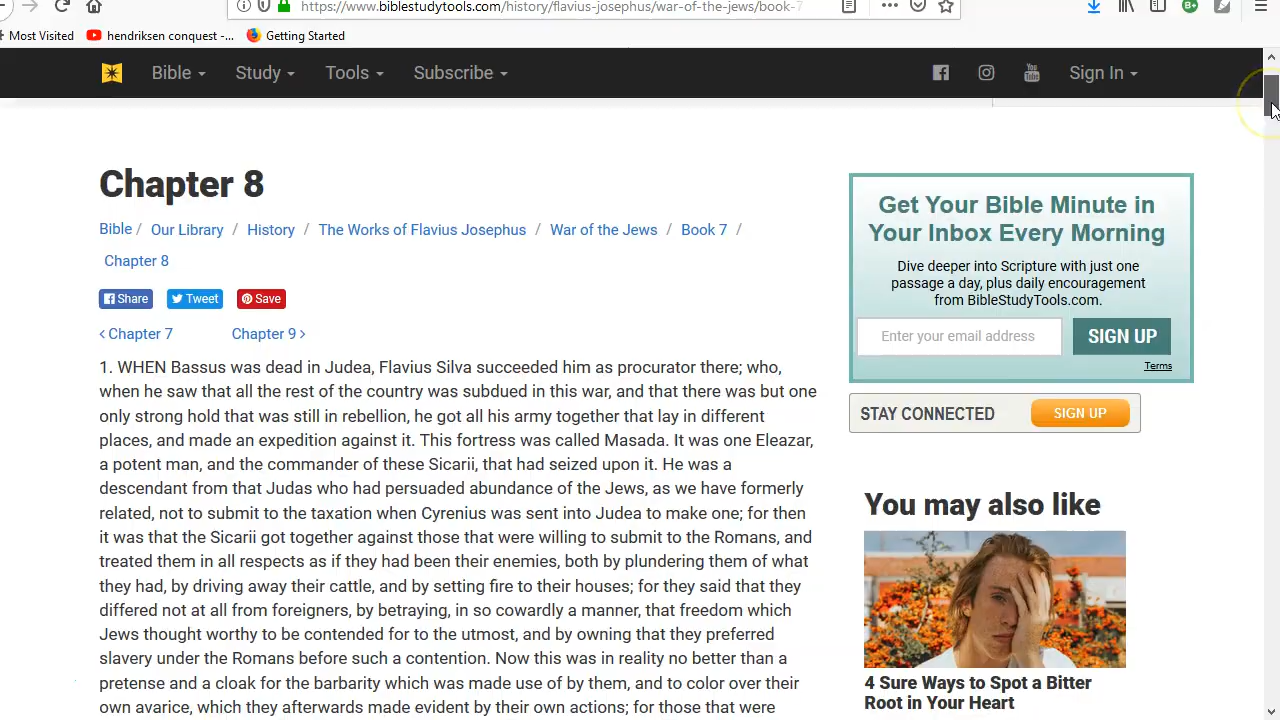 https://www.biblestudytools.com/history/flavius-josephus/war-of-the-jews/book-7
Most Visited
hendriksen conquest -...
Getting Started
Bible
Study
Tools
Subscribe
Sign In
Chapter 8
Bible / Our Library / History / The Works of Flavius Josephus / War of the Jews / Book 7 /
Chapter 8
Share
Tweet
Save
‹ Chapter 7
Chapter 9 ›
1. WHEN Bassus was dead in Judea, Flavius Silva succeeded him as procurator there; who,
when he saw that all the rest of the country was subdued in this war, and that there was but one
only strong hold that was still in rebellion, he got all his army together that lay in different
places, and made an expedition against it. This fortress was called Masada. It was one Eleazar,
a potent man, and the commander of these Sicarii, that had seized upon it. He was a
descendant from that Judas who had persuaded abundance of the Jews, as we have formerly
related, not to submit to the taxation when Cyrenius was sent into Judea to make one; for then
it was that the Sicarii got together against those that were willing to submit to the Romans, and
treated them in all respects as if they had been their enemies, both by plundering them of what
they had, by driving away their cattle, and by setting fire to their houses; for they said that they
differed not at all from foreigners, by betraying, in so cowardly a manner, that freedom which
Jews thought worthy to be contended for to the utmost, and by owning that they preferred
slavery under the Romans before such a contention. Now this was in reality no better than a
pretense and a cloak for the barbarity which was made use of by them, and to color over their
own avarice, which they afterwards made evident by their own actions; for those that were
Get Your Bible Minute in
Your Inbox Every Morning
Dive deeper into Scripture with just one
passage a day, plus daily encouragement
from BibleStudyTools.com.
Enter your email address
SIGN UP
Terms
STAY CONNECTED
SIGN UP
You may also like
4 Sure Ways to Spot a Bitter
Root in Your Heart